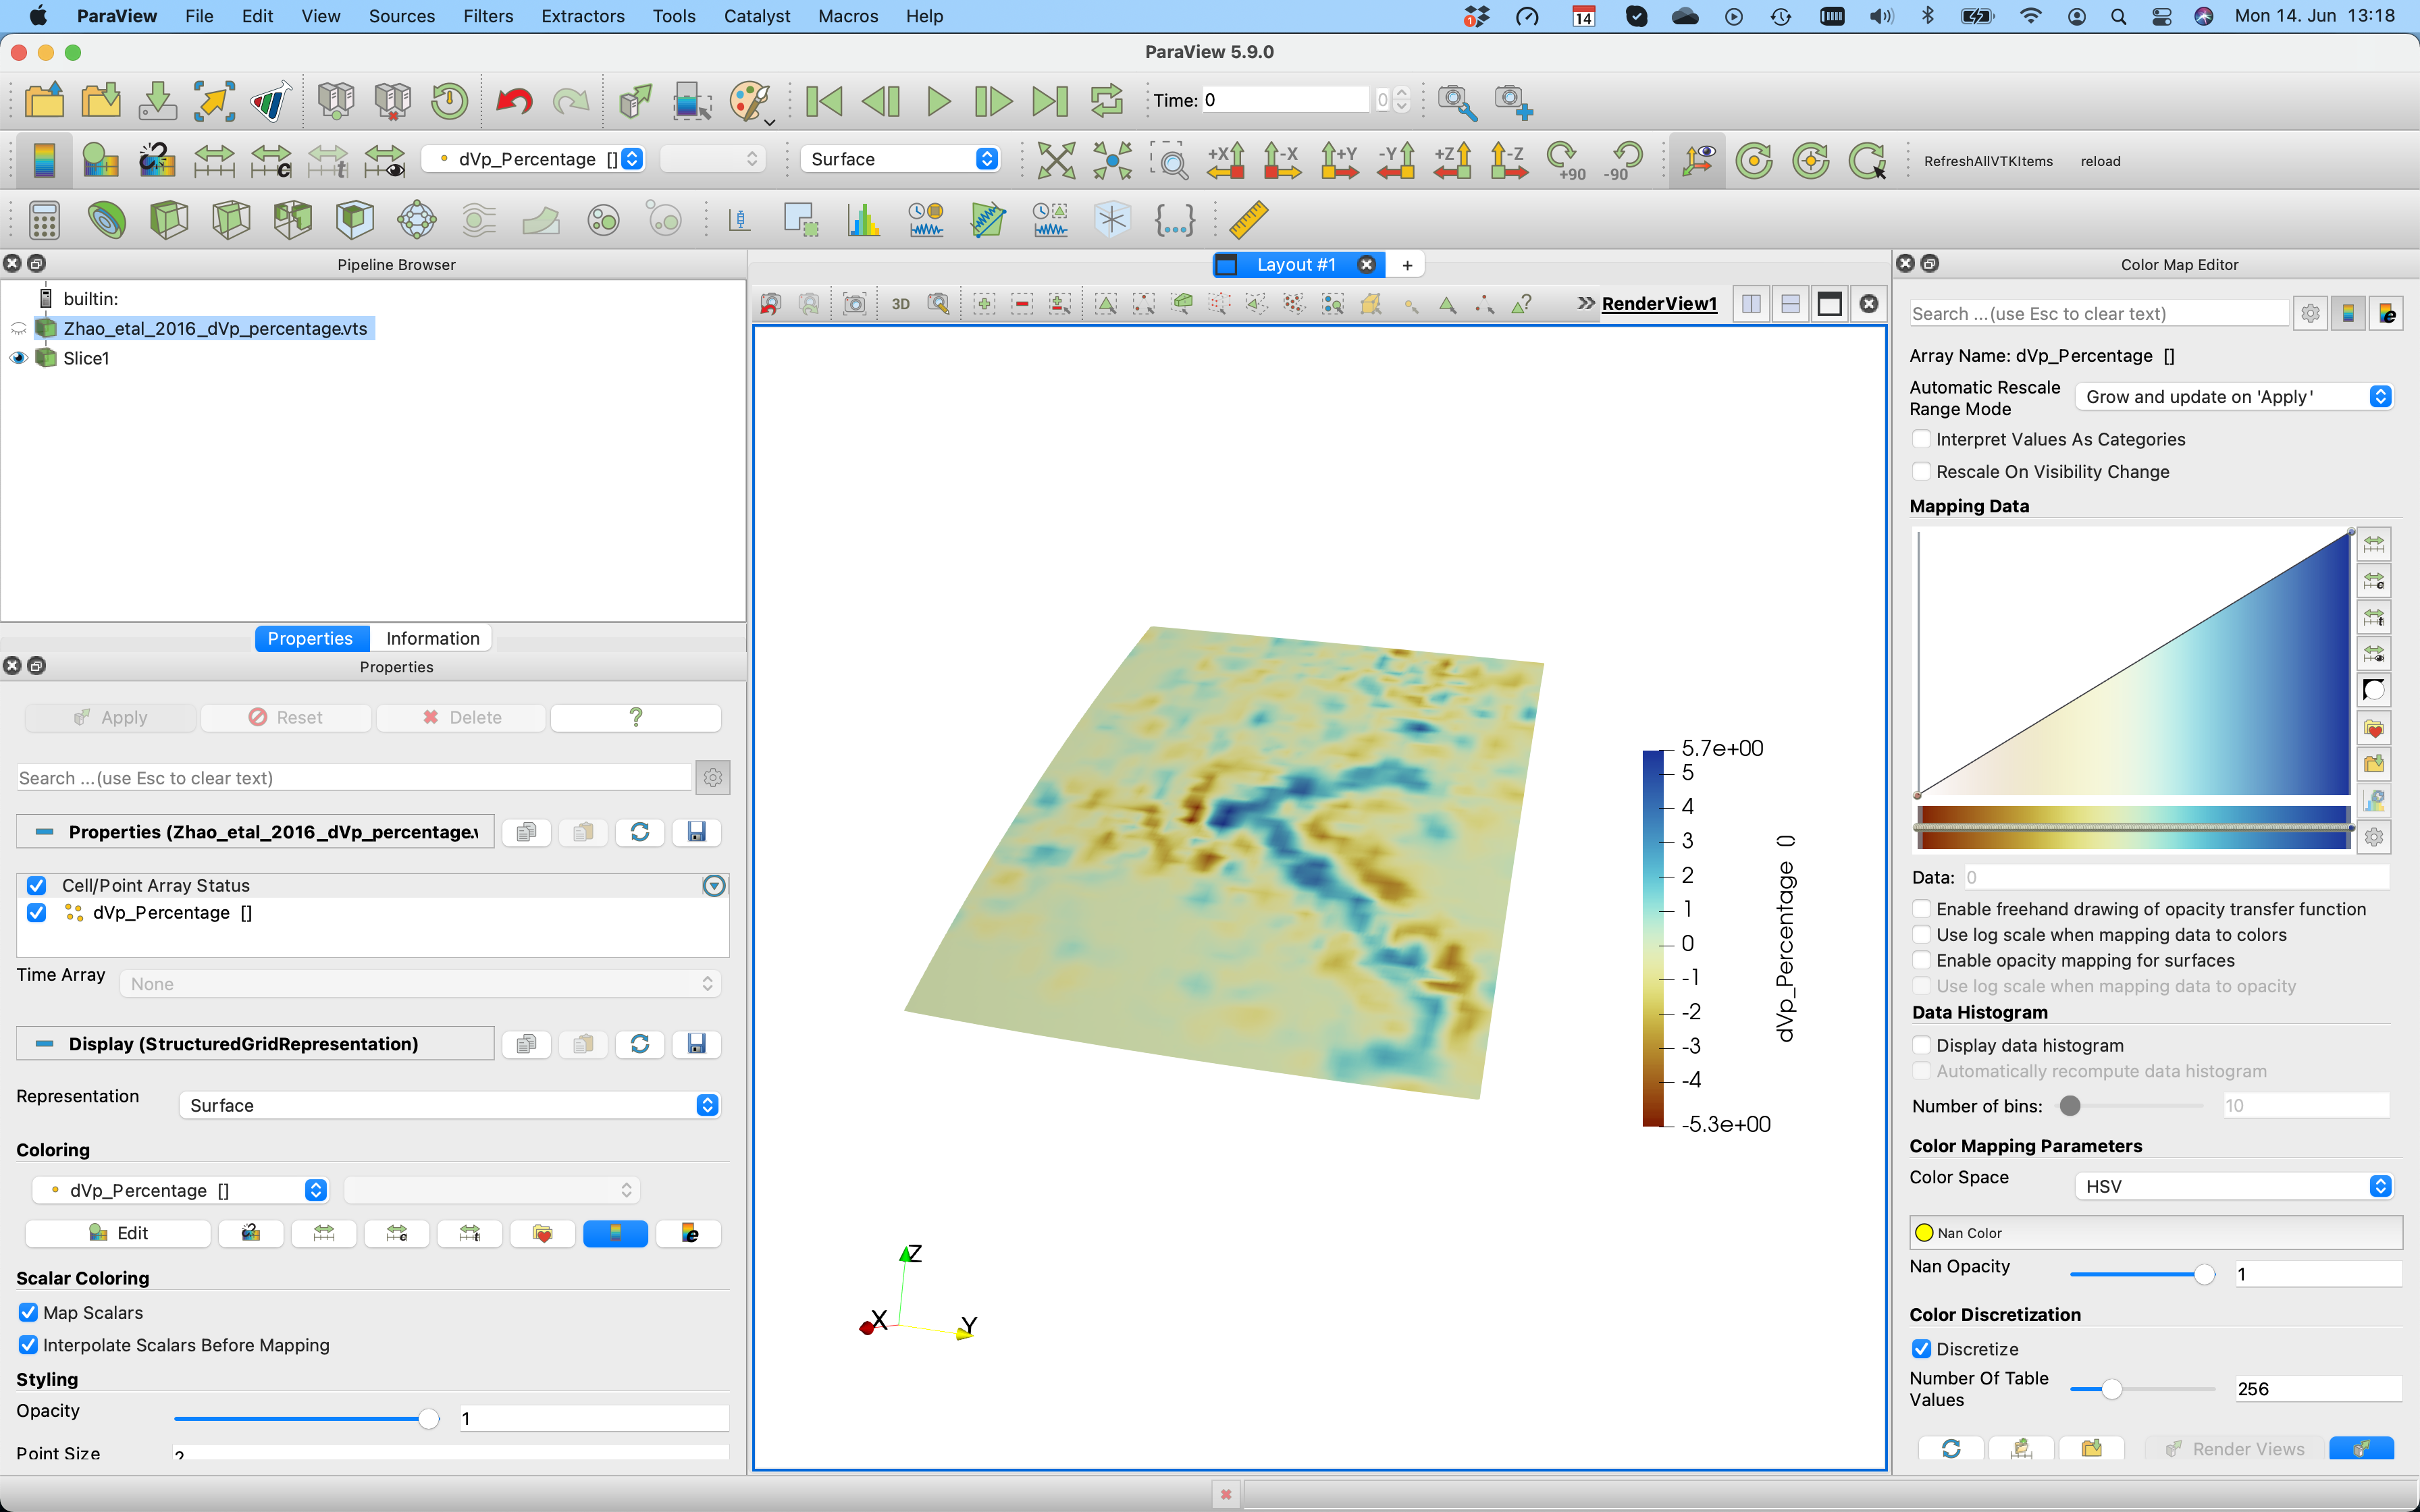 ParaView File Edit View Sources Filters Extractors Tools Catalyst Macros Help 1 14 Mon 14. Jun 13:18
ParaView 5.9.0
Time: 0 0
dVp_Percentage [] Surface +X -X +Y -Y +Z -Z +90 -90 RefreshAllVTKItems reload
Pipeline Browser
builtin:
Zhao_etal_2016_dVp_percentage.vts
Slice1
Properties Information
Properties
Apply Reset Delete ?
Search ...(use Esc to clear text)
Properties (Zhao_etal_2016_dVp_percentage.v
Cell/Point Array Status
dVp_Percentage []
Time Array None
Display (StructuredGridRepresentation)
Representation Surface
Coloring
dVp_Percentage []
Edit
Scalar Coloring
Map Scalars
Interpolate Scalars Before Mapping
Styling
Opacity 1
Point Size 2
Layout #1 +
3D RenderView1
5.7e+00
5
4
3
2
1
0
-1
-2
-3
-4
-5.3e+00
dVp_Percentage ()
Z
X
Y
Color Map Editor
Search ...(use Esc to clear text)
Array Name: dVp_Percentage []
Automatic Rescale
Range Mode Grow and update on 'Apply'
Interpret Values As Categories
Rescale On Visibility Change
Mapping Data
Data: 0
Enable freehand drawing of opacity transfer function
Use log scale when mapping data to colors
Enable opacity mapping for surfaces
Use log scale when mapping data to opacity
Data Histogram
Display data histogram
Automatically recompute data histogram
Number of bins: 10
Color Mapping Parameters
Color Space HSV
Nan Color
Nan Opacity 1
Color Discretization
Discretize
Number Of Table
Values 256
Render Views